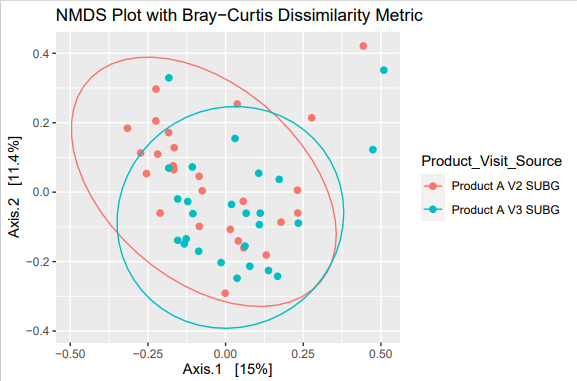 NMDS Plot with Bray−Curtis Dissimilarity Metric
0.4
0.2
0.0
−0.2
−0.4
Axis.2 [11.4%]
−0.50 −0.25 0.00 0.25 0.50
Axis.1 [15%]
Product_Visit_Source
Product A V2 SUBG
Product A V3 SUBG